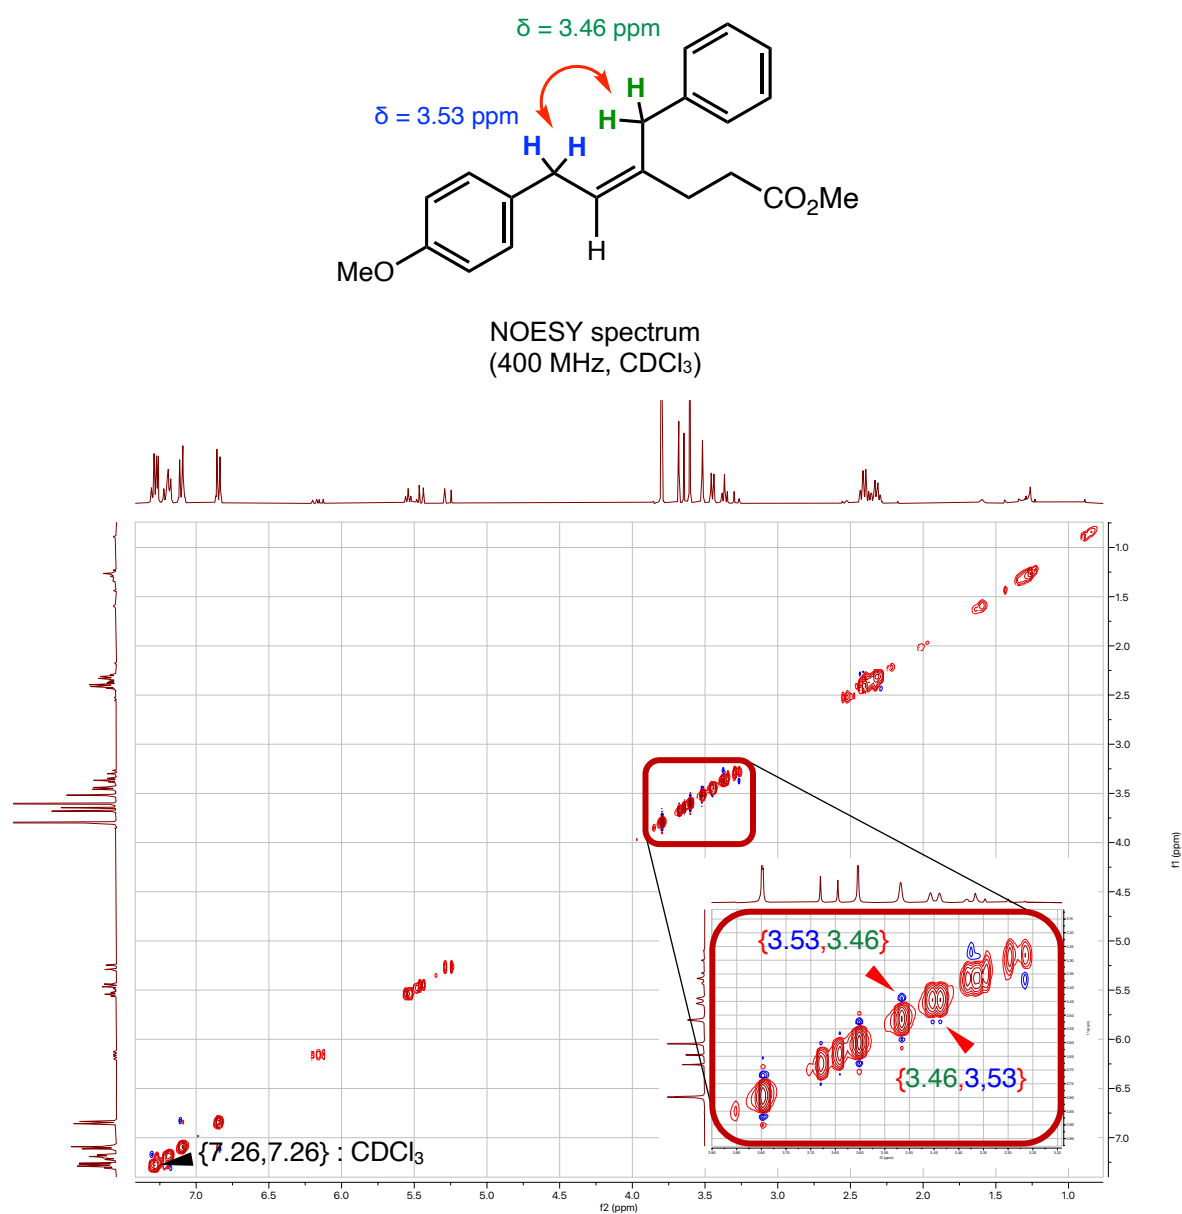 δ = 3.46 ppm
δ = 3.53 ppm
H
H
H H
CO2Me
H
MeO
NOESY spectrum
(400 MHz, CDCl3)
1.0
1.5
2.0
2.5
3.0
3.5
4.0
4.5
5.0
5.5
6.0
6.5
7.0
f1 (ppm)
{3.53,3.46}
{3.46,3,53}
{7.26,7.26} : CDCl3
7.0 6.5 6.0 5.5 5.0 4.5 4.0 3.5 3.0 2.5 2.0 1.5 1.0
f2 (ppm)